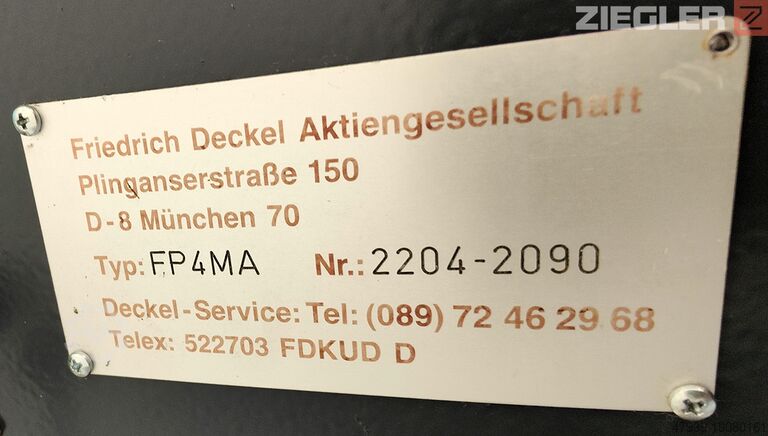 ZIEGLER
Friedrich Deckel Aktiengesellschaft
Plinganserstraße 150
D-8 München 70
Typ: FP4MA Nr.: 2204-2090
Deckel-Service: Tel: (089) 72 46 29 68
Telex: 522703 FDKUD D